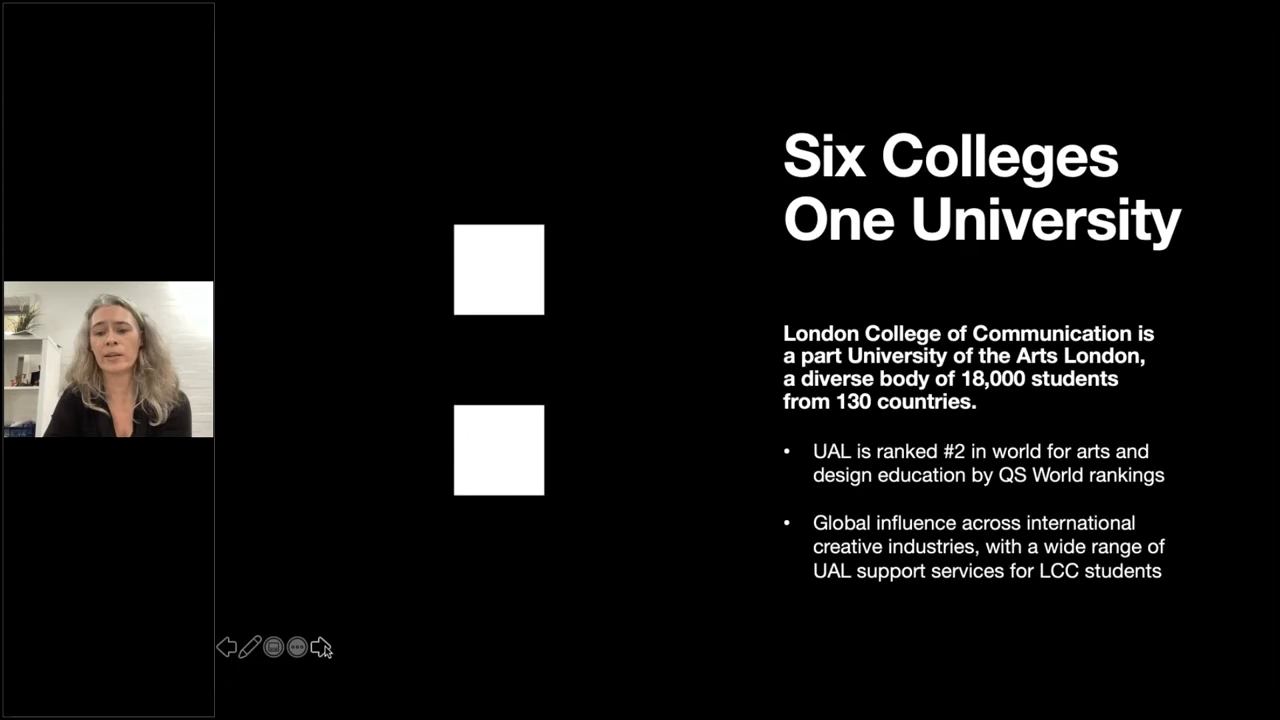 Six Colleges
One University
London College of Communication is
a part University of the Arts London,
a diverse body of 18,000 students
from 130 countries.
• UAL is ranked #2 in world for arts and
design education by QS World rankings
• Global influence across international
creative industries, with a wide range of
UAL support services for LCC students